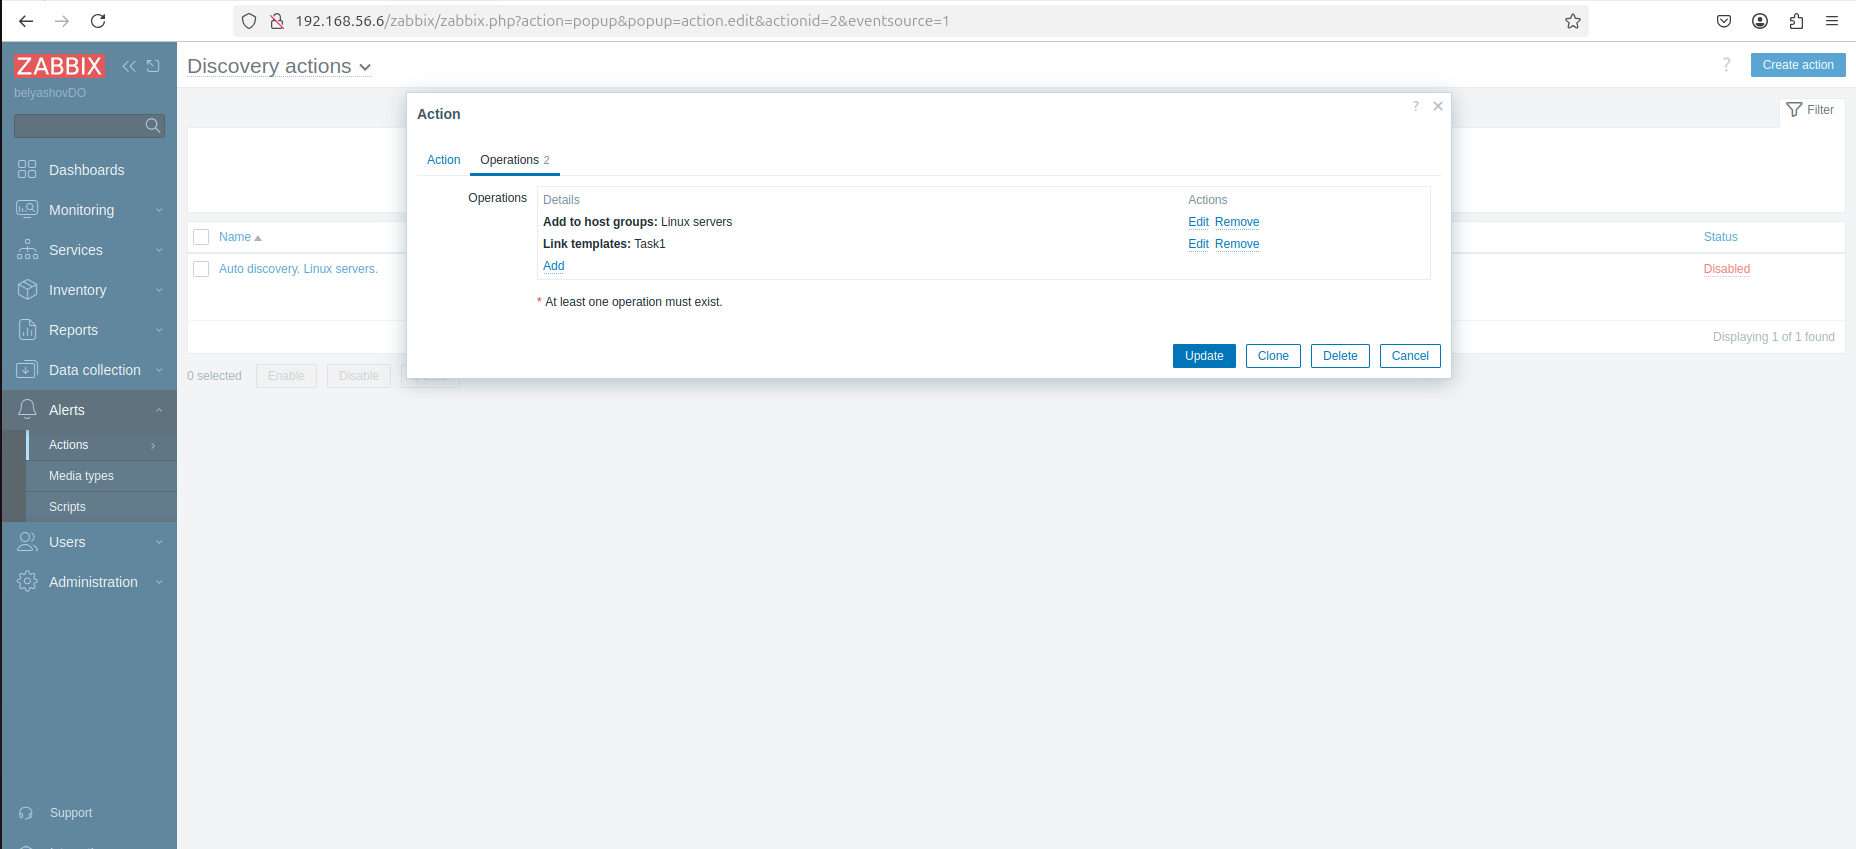 192.168.56.6/zabbix/zabbix.php?action=popup&popup=action.edit&actionid=2&eventsource=1
ZABBIX
belyashovDO
Dashboards
Monitoring
Services
Inventory
Reports
Data collection
Alerts
Actions
Media types
Scripts
Users
Administration
Support
Discovery actions
? Create action
Filter
Name
Status
Auto discovery. Linux servers.
Disabled
Displaying 1 of 1 found
0 selected Enable Disable
Action
?
Action Operations 2
Operations
Details Actions
Add to host groups: Linux servers Edit Remove
Link templates: Task1 Edit Remove
Add
* At least one operation must exist.
Update Clone Delete Cancel